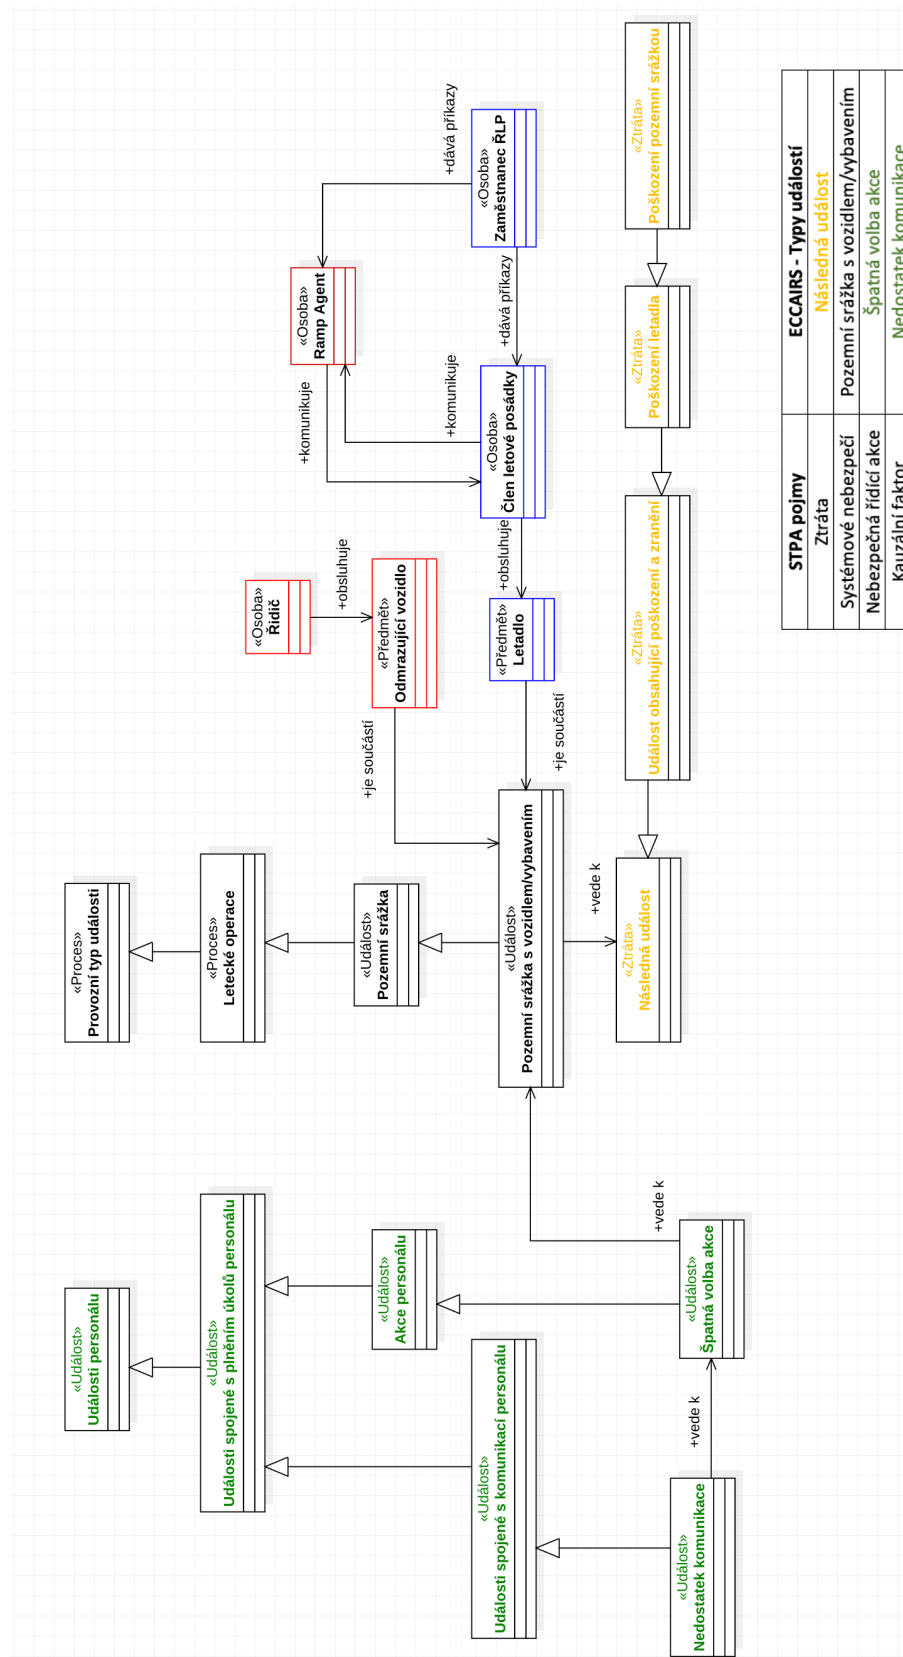 «Proces»
Provozní typ události
«Proces»
Letecké operace
«Událost»
Pozemní srážka
«Událost»
Pozemní srážka s vozidlem/vybavením
«Událost»
Události personálu
«Událost»
Události spojené s plněním úkolů personálu
«Událost»
Akce personálu
«Událost»
Události spojené s komunikací personálu
«Událost»
Nedostatek komunikace
+vede k
«Událost»
Špatná volba akce
+vede k
«Osoba»
Řidič
+obsluhuje
«Předmět»
Odmrazující vozidlo
+je součástí
«Osoba»
Ramp Agent
+komunikuje
+komunikuje
+dává příkazy
«Osoba»
Zaměstnanec ŘLP
+dává příkazy
«Osoba»
Člen letové posádky
+obsluhuje
«Předmět»
Letadlo
+je součástí
+vede k
«Ztráta»
Následná událost
«Ztráta»
Událost obsahující poškození a zranění
«Ztráta»
Poškození letadla
«Ztráta»
Poškození pozemní srážkou
STPA pojmy ECCAIRS - Typy událostí
Ztráta Následná událost
Systémové nebezpečí Pozemní srážka s vozidlem/vybavením
Nebezpečná řídící akce Špatná volba akce
Kauzální faktor Nedostatek komunikace